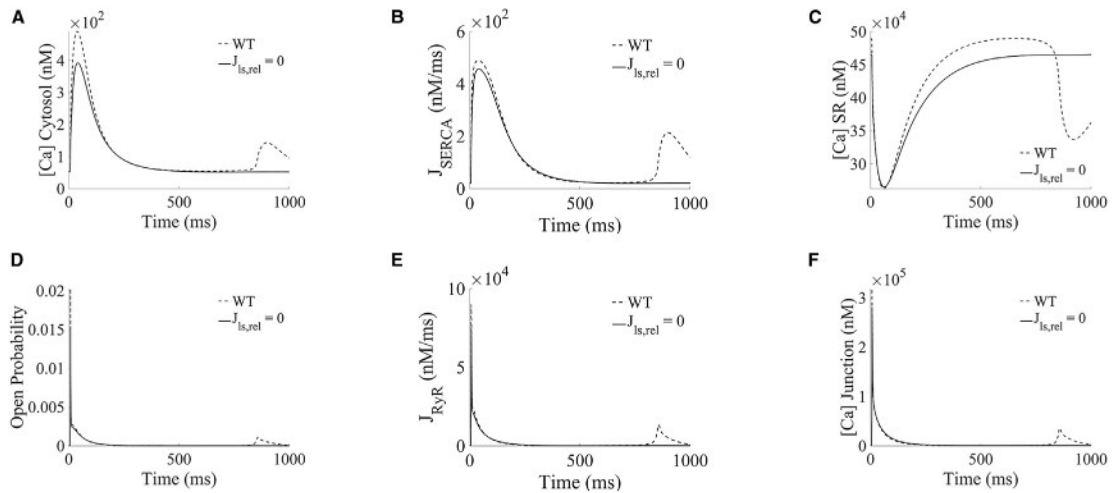 A
×10²
[Ca] Cytosol (nM)
4
2
0
0
500
1000
Time (ms)
WT
J_ls,rel = 0
B
×10²
J_SERCA (nM/ms)
6
4
2
0
0
500
1000
Time (ms)
WT
J_ls,rel = 0
C
×10⁴
[Ca] SR (nM)
50
45
40
35
30
0
500
1000
Time (ms)
WT
J_ls,rel = 0
D
Open Probability
0.02
0.015
0.01
0.005
0
0
500
1000
Time (ms)
WT
J_ls,rel = 0
E
×10⁴
J_RyR (nM/ms)
10
5
0
0
500
1000
Time (ms)
WT
J_ls,rel = 0
F
×10⁵
[Ca] Junction (nM)
3
2
1
0
0
500
1000
Time (ms)
WT
J_ls,rel = 0